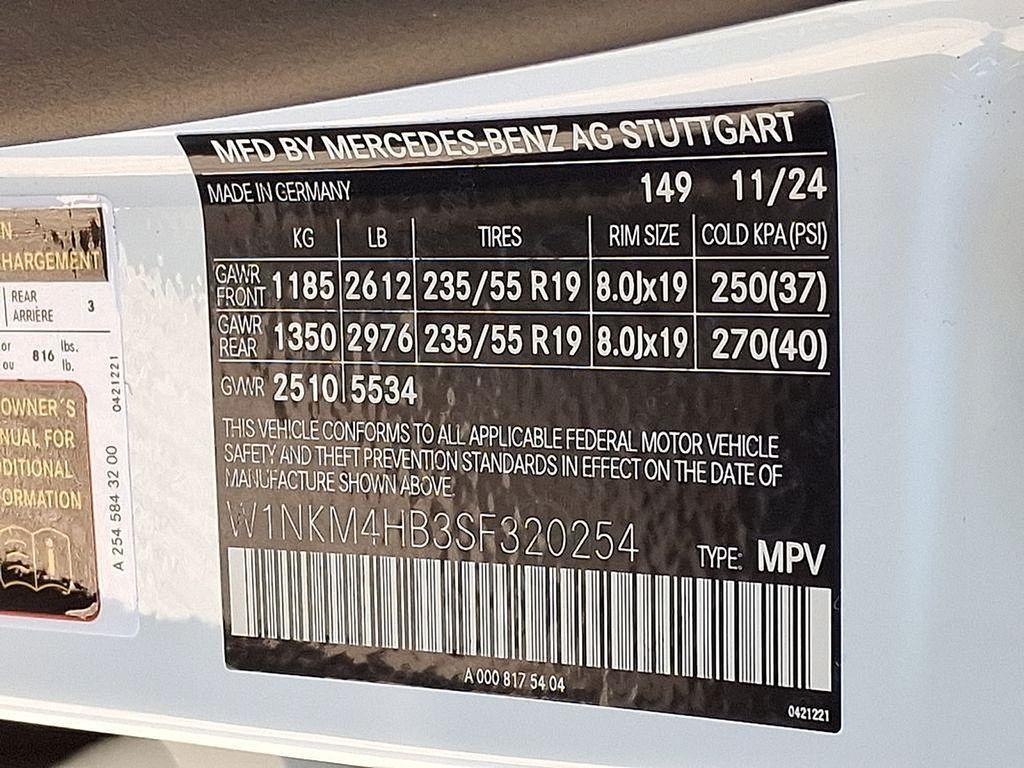 MFD BY MERCEDES-BENZ AG STUTTGART
MADE IN GERMANY 149 11/24
KG LB TIRES RIM SIZE COLD KPA (PSI)
GAWR FRONT 1185 2612 235/55 R19 8.0Jx19 250(37)
GAWR REAR 1350 2976 235/55 R19 8.0Jx19 270(40)
GVWR 2510 5534
THIS VEHICLE CONFORMS TO ALL APPLICABLE FEDERAL MOTOR VEHICLE
SAFETY AND THEFT PREVENTION STANDARDS IN EFFECT ON THE DATE OF
MANUFACTURE SHOWN ABOVE.
W1NKM4HB3SF320254 TYPE: MPV
A 000 817 54 04
0421221
N
HARGEMENT
REAR
ARRIÈRE 3
or 816 lbs.
ou lb.
OWNER´S
NUAL FOR
DITIONAL
FORMATION
A 254 584 32 00 0421221